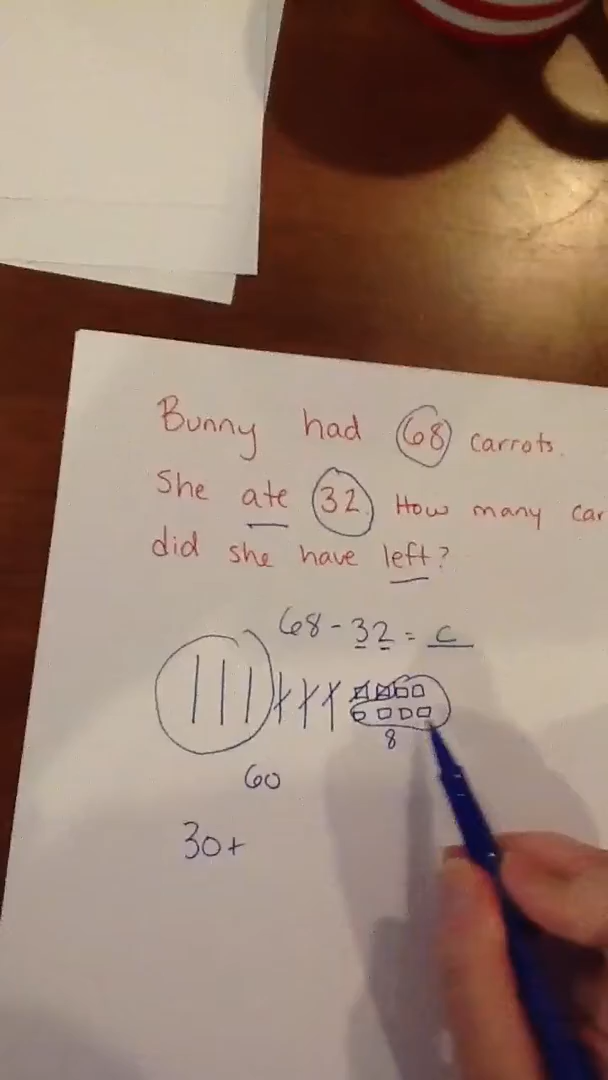 Bunny had 68 carrots.
She ate 32. How many car
did she have left?
68 - 32 = c
8
60
30+